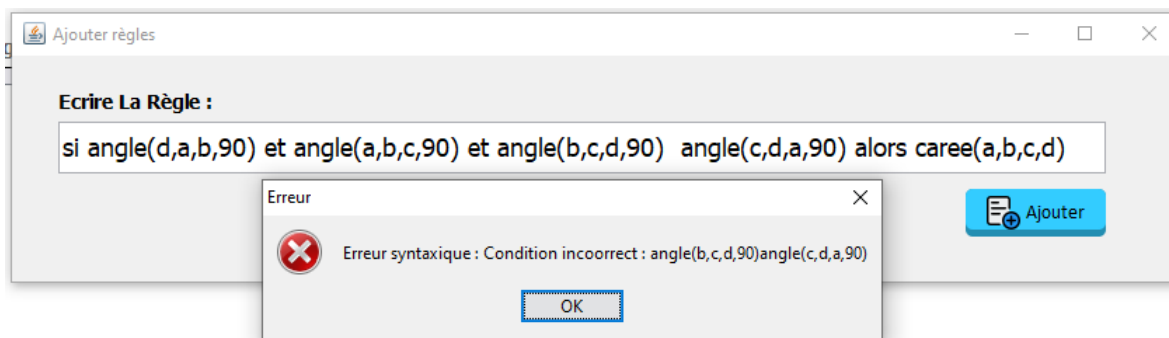 Ajouter règles
Ecrire La Règle :
si angle(d,a,b,90) et angle(a,b,c,90) et angle(b,c,d,90)  angle(c,d,a,90) alors caree(a,b,c,d)
Erreur
Ajouter
Erreur syntaxique : Condition incoorrect : angle(b,c,d,90)angle(c,d,a,90)
OK